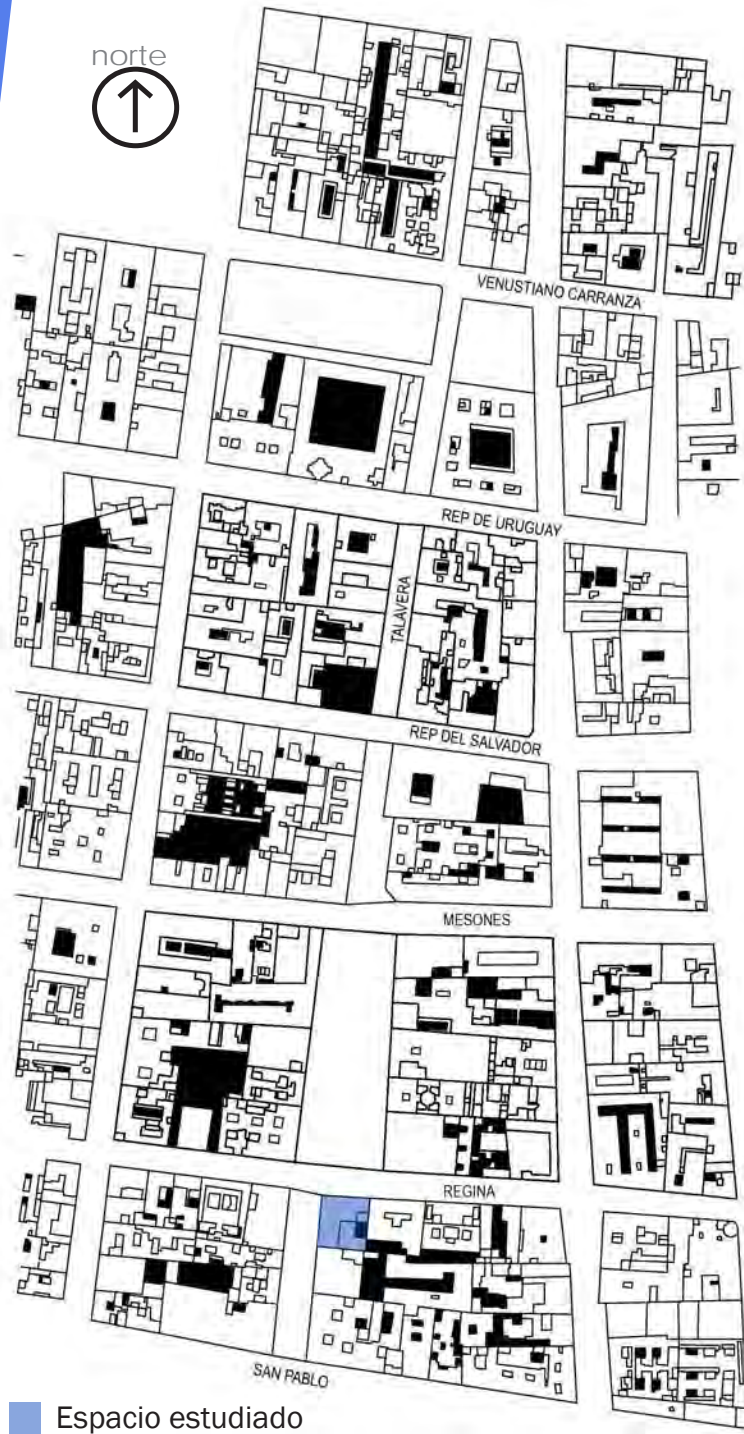 norte
VENUSTIANO CARRANZA
REP DE URUGUAY
TALAVERA
REP DEL SALVADOR
MESONES
REGINA
SAN PABLO
Espacio estudiado